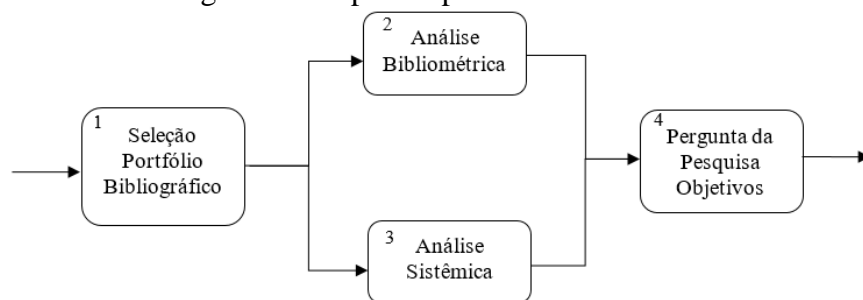 1
Seleção
Portfólio
Bibliográfico
2
Análise
Bibliométrica
3
Análise
Sistêmica
4
Pergunta da
Pesquisa
Objetivos